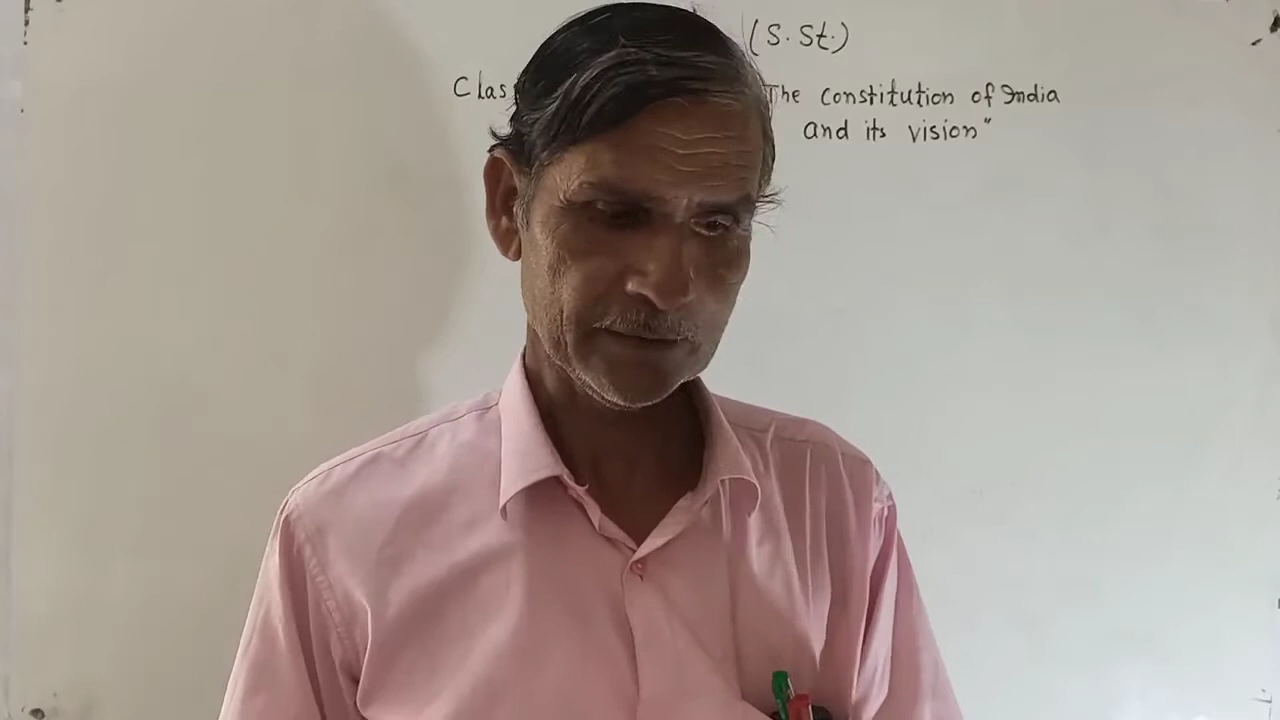 (S. St.)
Clas The constitution of India
and its vision"